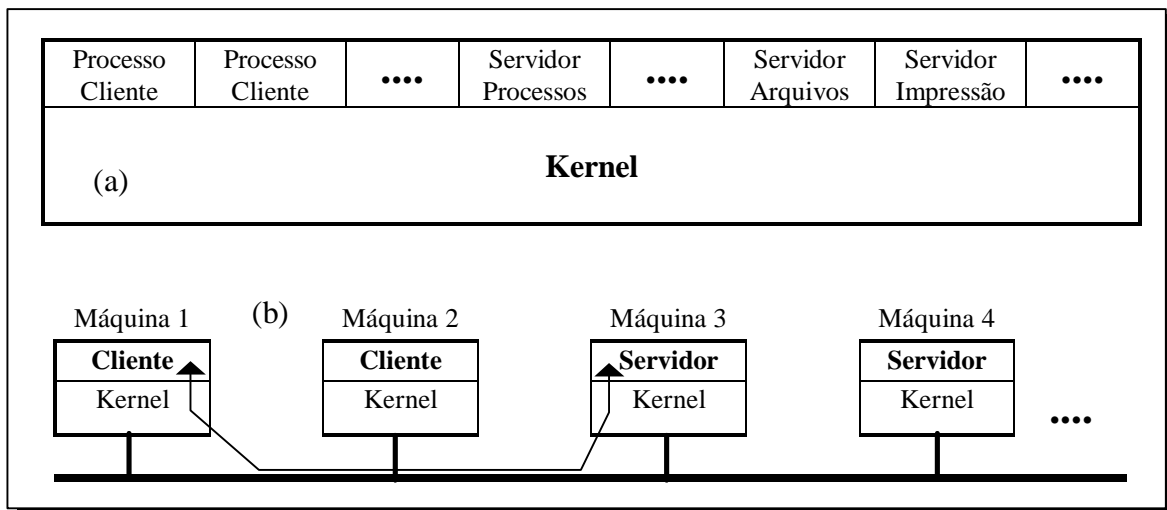 Processo Processo •••• Servidor •••• Servidor Servidor ••••
Cliente Cliente Processos Arquivos Impressão
Kernel
(a)
(b)
Máquina 1 Máquina 2 Máquina 3 Máquina 4
Cliente Cliente Servidor Servidor
Kernel Kernel Kernel Kernel ••••